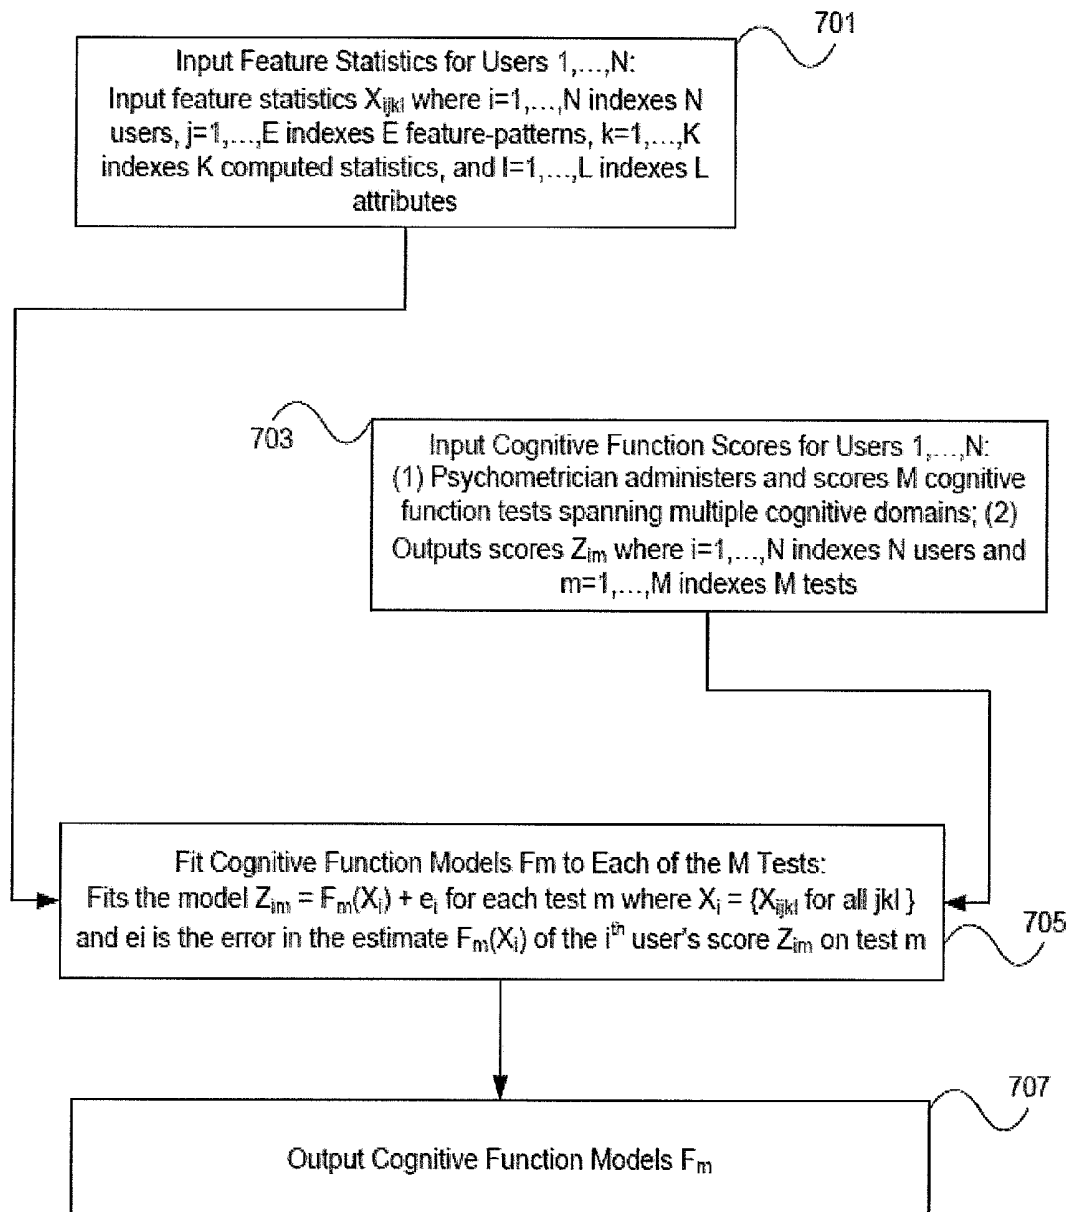 701
Input Feature Statistics for Users 1,...,N:
Input feature statistics Xijkl where i=1,...,N indexes N
users, j=1,...,E indexes E feature-patterns, k=1,...,K
indexes K computed statistics, and l=1,...,L indexes L
attributes
703
Input Cognitive Function Scores for Users 1,...,N:
(1) Psychometrician administers and scores M cognitive
function tests spanning multiple cognitive domains; (2)
Outputs scores Zim where i=1,...,N indexes N users and
m=1,...,M indexes M tests
Fit Cognitive Function Models Fm to Each of the M Tests:
Fits the model Zim = Fm(Xi) + ei for each test m where Xi = {Xijkl for all jkl }
and ei is the error in the estimate Fm(Xi) of the ith user's score Zim on test m
705
707
Output Cognitive Function Models Fm